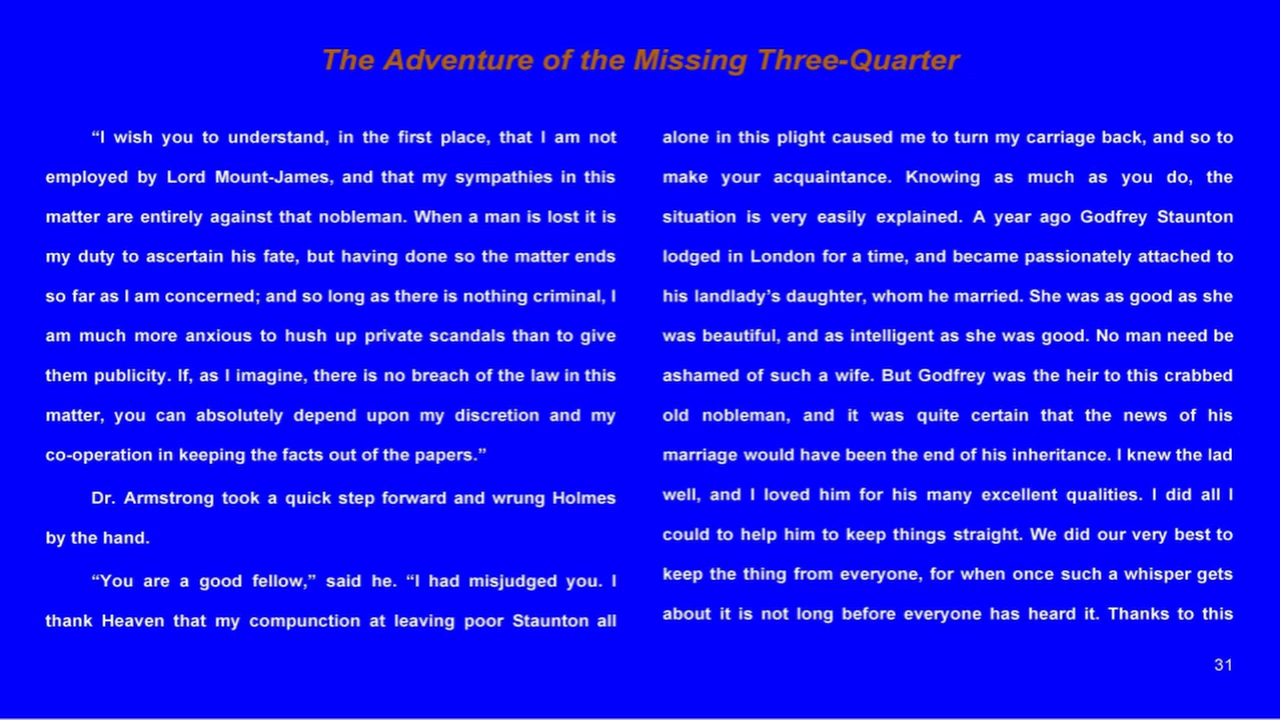 The Adventure of the Missing Three-Quarter
“I wish you to understand, in the first place, that I am not
employed by Lord Mount-James, and that my sympathies in this
matter are entirely against that nobleman. When a man is lost it is
my duty to ascertain his fate, but having done so the matter ends
so far as I am concerned; and so long as there is nothing criminal, I
am much more anxious to hush up private scandals than to give
them publicity. If, as I imagine, there is no breach of the law in this
matter, you can absolutely depend upon my discretion and my
co-operation in keeping the facts out of the papers.”
Dr. Armstrong took a quick step forward and wrung Holmes
by the hand.
“You are a good fellow,” said he. “I had misjudged you. I
thank Heaven that my compunction at leaving poor Staunton all
alone in this plight caused me to turn my carriage back, and so to
make your acquaintance. Knowing as much as you do, the
situation is very easily explained. A year ago Godfrey Staunton
lodged in London for a time, and became passionately attached to
his landlady’s daughter, whom he married. She was as good as she
was beautiful, and as intelligent as she was good. No man need be
ashamed of such a wife. But Godfrey was the heir to this crabbed
old nobleman, and it was quite certain that the news of his
marriage would have been the end of his inheritance. I knew the lad
well, and I loved him for his many excellent qualities. I did all I
could to help him to keep things straight. We did our very best to
keep the thing from everyone, for when once such a whisper gets
about it is not long before everyone has heard it. Thanks to this
31